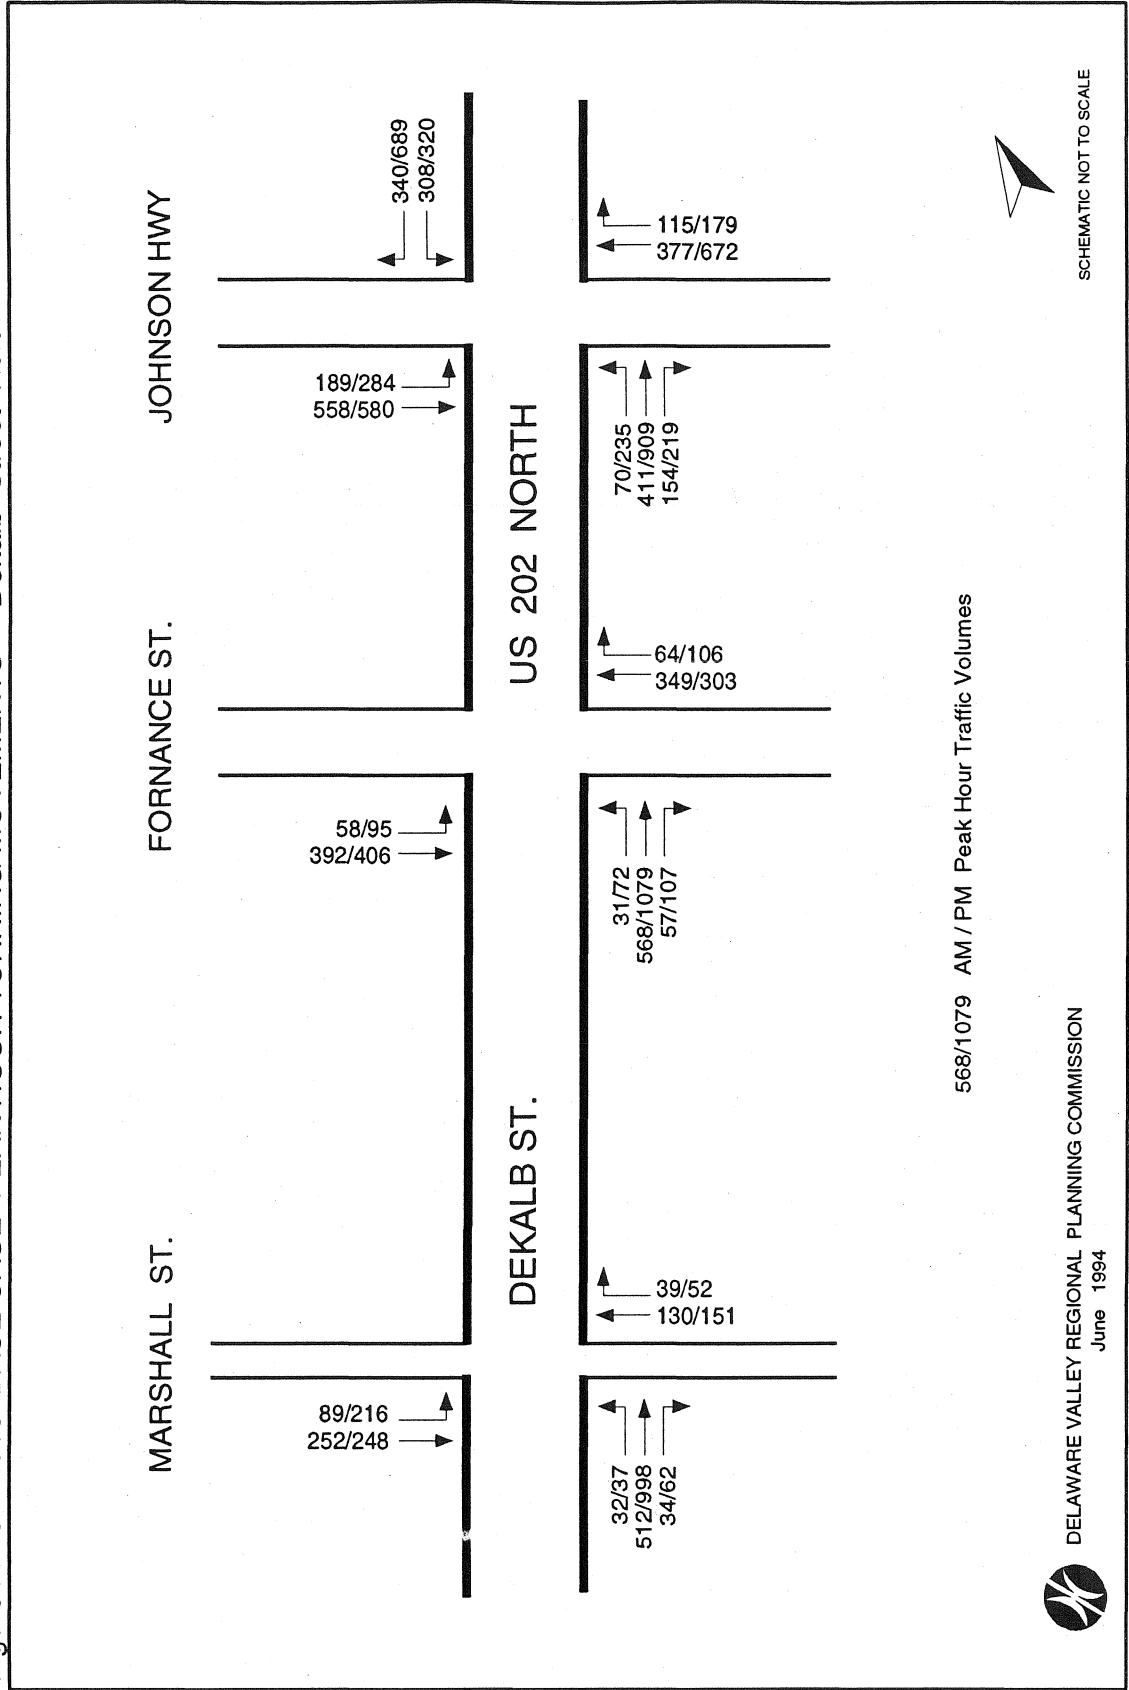 MARSHALL ST.
FORNANCE ST.
JOHNSON HWY
340/689
308/320
89/216
252/248
58/95
392/406
189/284
558/580
DEKALB ST.
US 202 NORTH
32/37
512/998
34/62
39/52
130/151
31/72
568/1079
57/107
64/106
349/303
70/235
411/909
154/219
115/179
377/672
568/1079 AM / PM Peak Hour Traffic Volumes
DELAWARE VALLEY REGIONAL PLANNING COMMISSION
June 1994
SCHEMATIC NOT TO SCALE